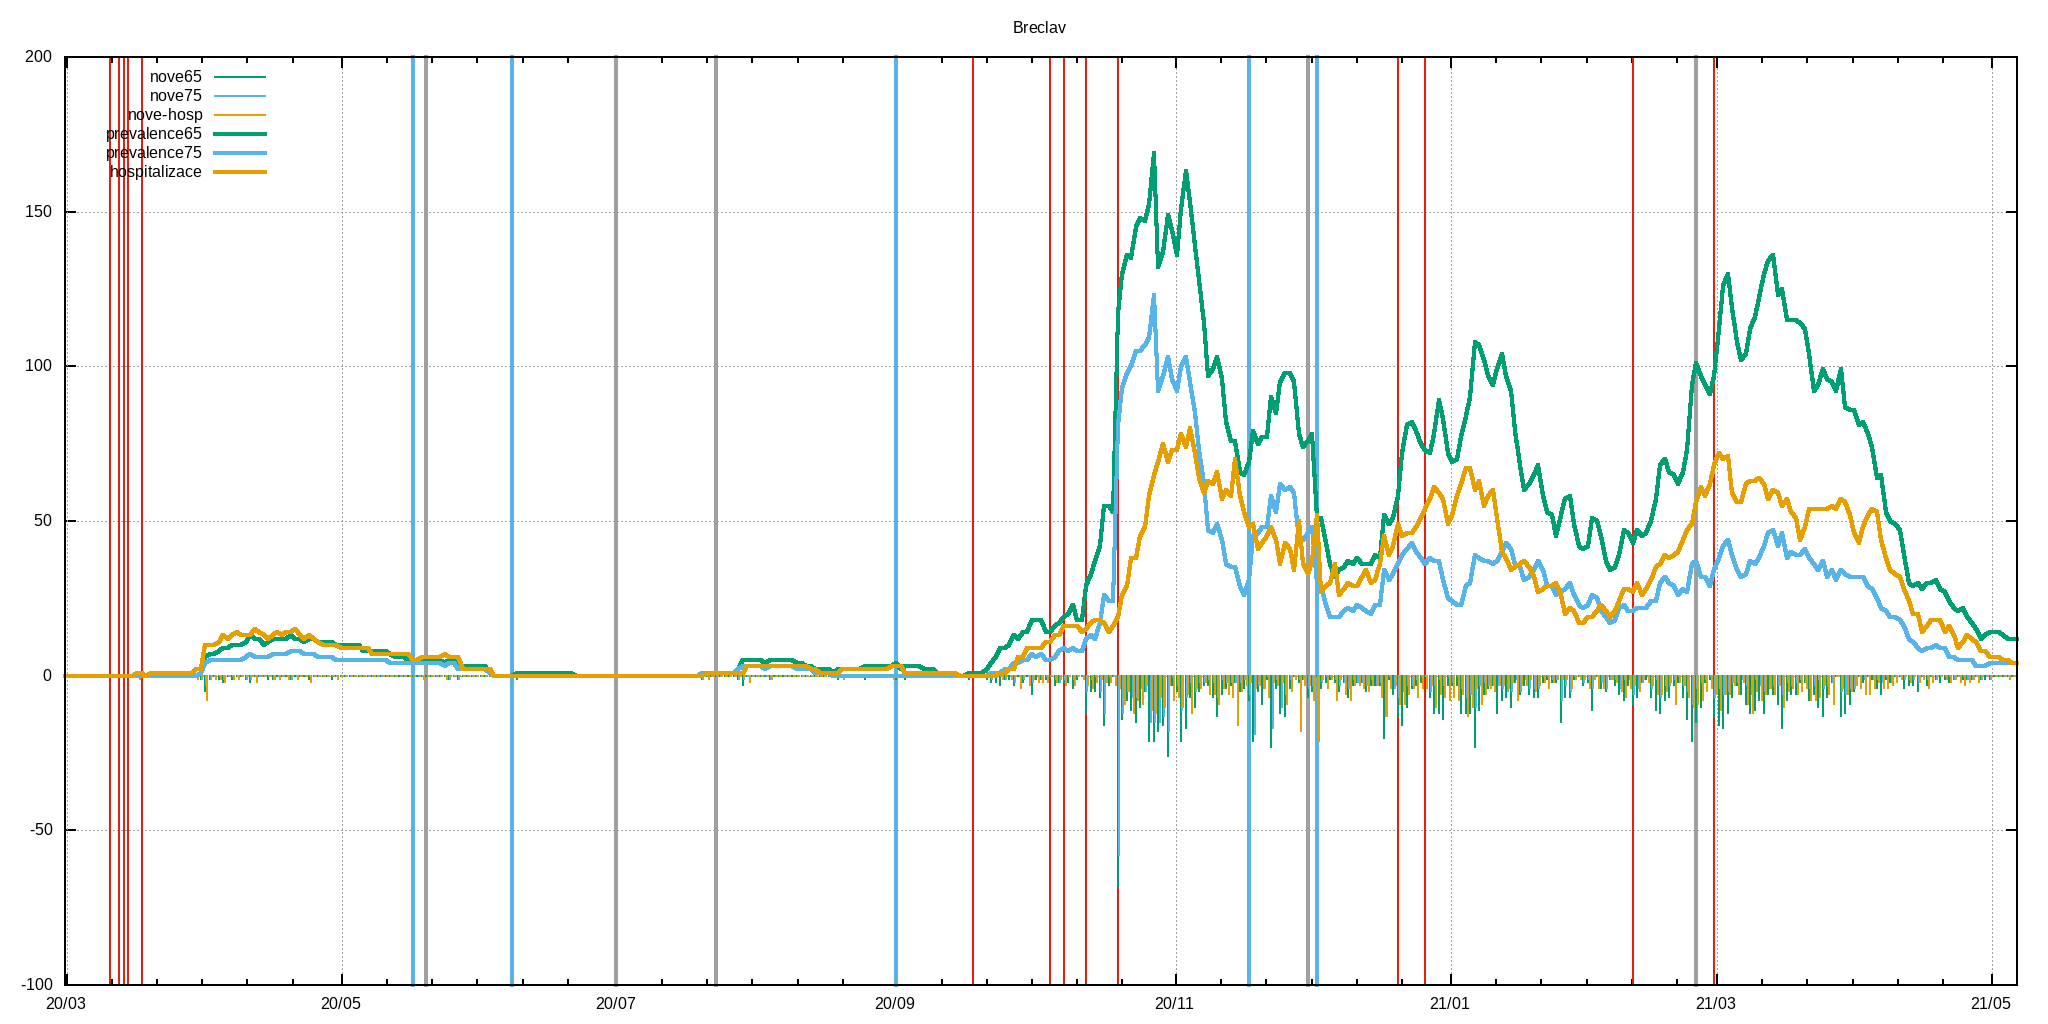 Breclav
200
150
100
50
0
-50
-100
nove65
nove75
nove-hosp
prevalence65
prevalence75
hospitalizace
20/03 20/05 20/07 20/09 20/11 21/01 21/03 21/05